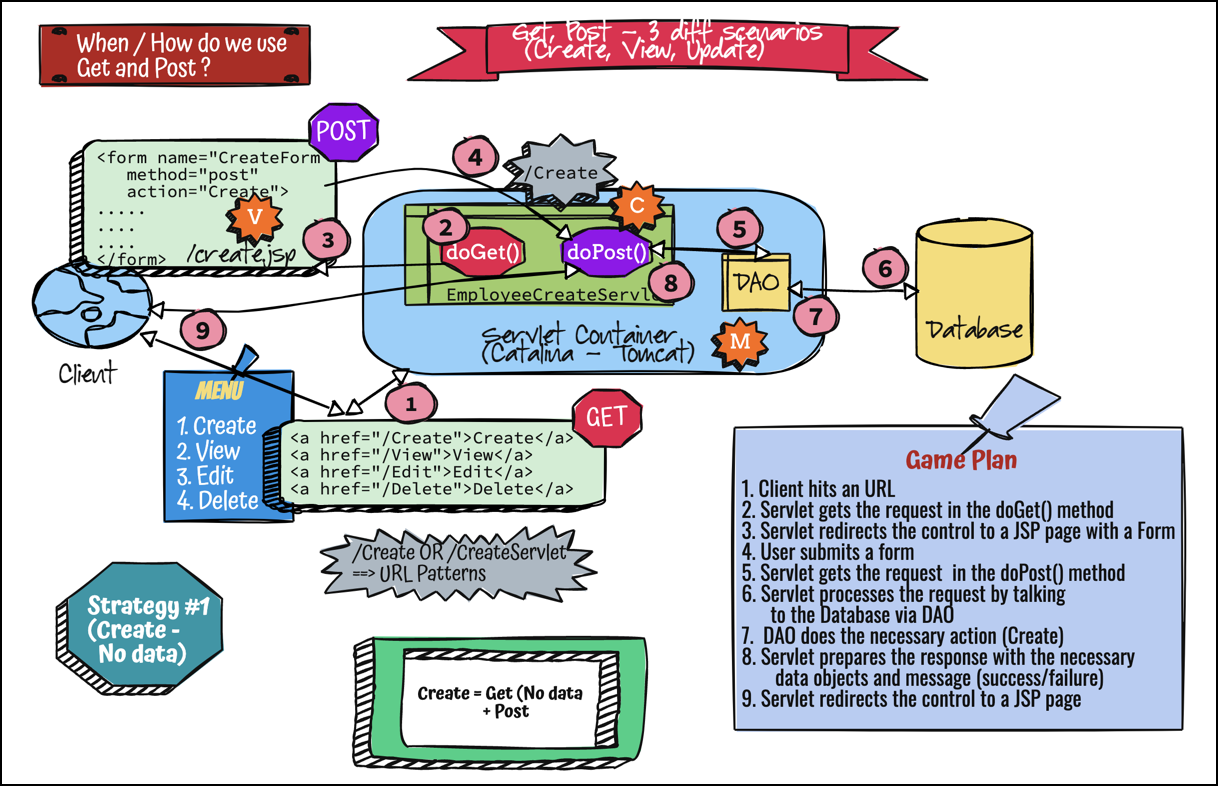 When / How do we use
Get and Post ?
Get, Post - 3 diff scenarios
(Create, View, Update)
POST
<form name="CreateForm
method="post"
action="Create">
.....
....
....
</form>
/create.jsp
V
3
4
/Create
C
2
doGet()
doPost()
5
8
EmployeeCreateServle
DAO
6
7
Database
Servlet Container
(Catalina - Tomcat)
M
9
Client
1
MENU
1. Create
2. View
3. Edit
4. Delete
GET
<a href="/Create">Create</a>
<a href="/View">View</a>
<a href="/Edit">Edit</a>
<a href="/Delete">Delete</a>
/Create OR /CreateServlet
==> URL Patterns
Strategy #1
(Create -
No data)
Create = Get (No data
+ Post
Game Plan
1. Client hits an URL
2. Servlet gets the request in the doGet() method
3. Servlet redirects the control to a JSP page with a Form
4. User submits a form
5. Servlet gets the request in the doPost() method
6. Servlet processes the request by talking
to the Database via DAO
7. DAO does the necessary action (Create)
8. Servlet prepares the response with the necessary
data objects and message (success/failure)
9. Servlet redirects the control to a JSP page